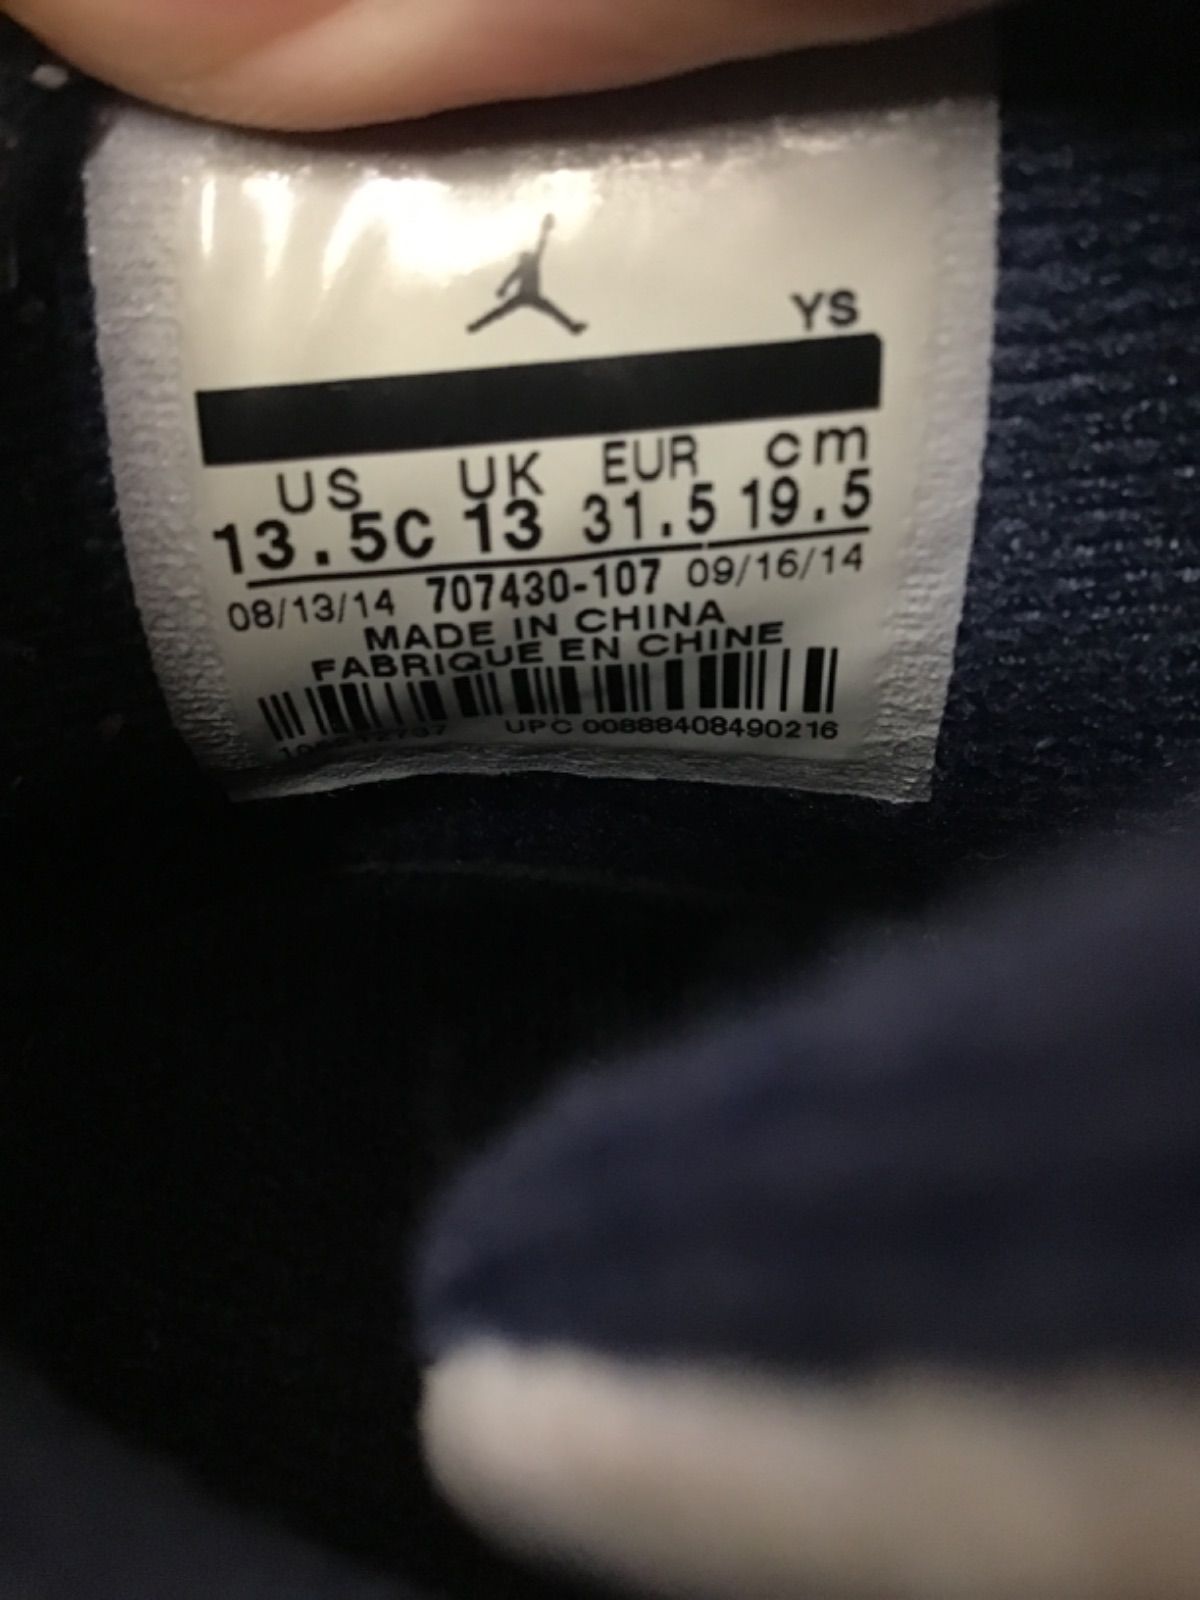 YS
US UK EUR cm
13.5C 13 31.5 19.5
08/13/14 707430-107 09/16/14
MADE IN CHINA
FABRIQUE EN CHINE
UPC 00888408490216